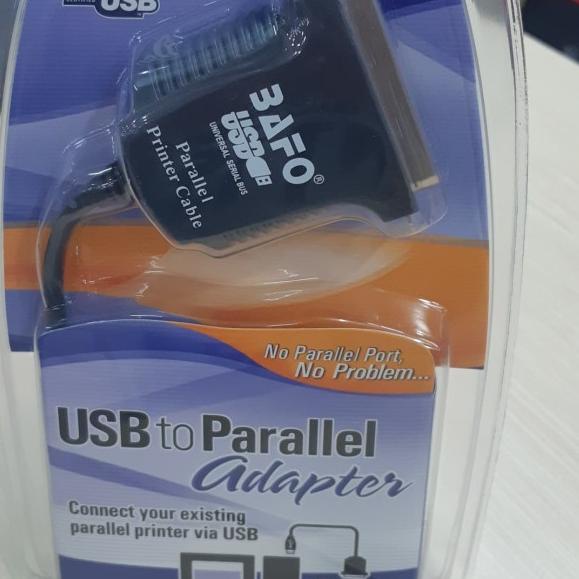 CERTIFIED USB
BAFO®
USB
UNIVERSAL SERIAL BUS
Parallel
Printer Cable
No Parallel Port,
No Problem...
USB to Parallel
Adapter
Connect your existing
parallel printer via USB